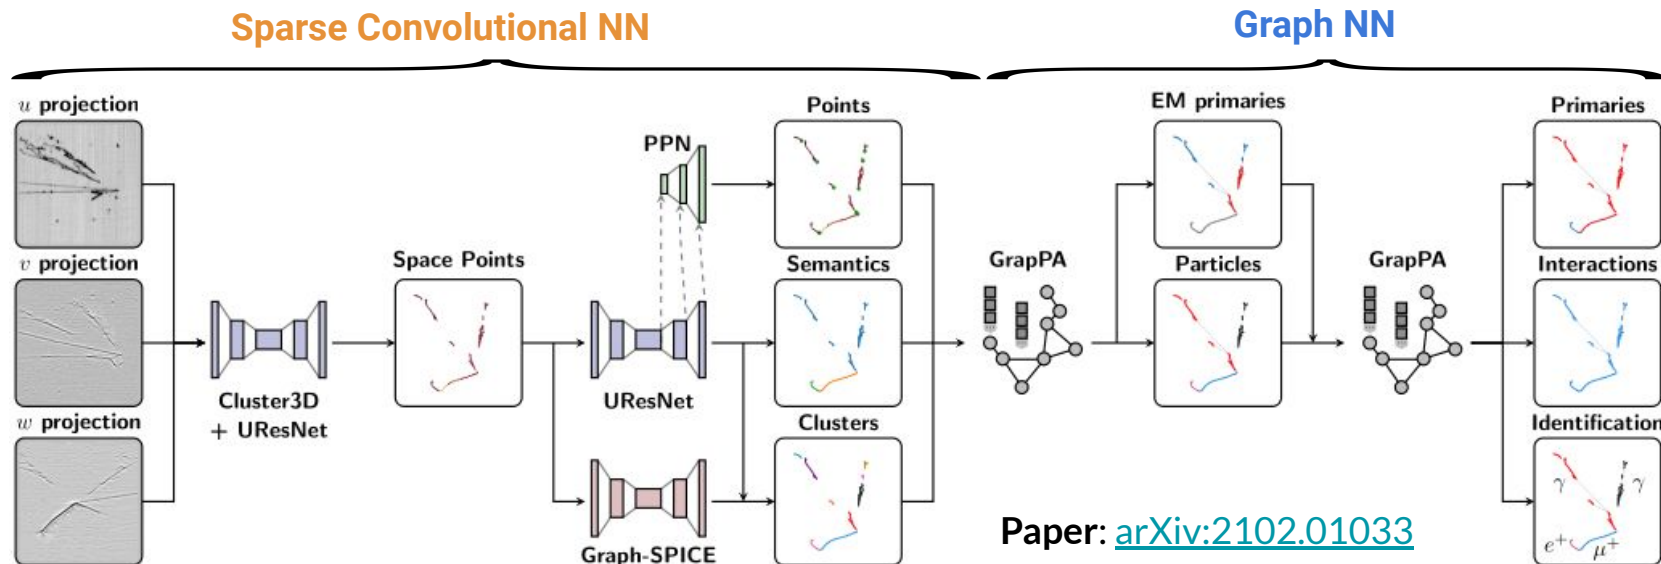 Sparse Convolutional NN
Graph NN
u projection
v projection
w projection
Cluster3D
+ UResNet
Space Points
PPN
UResNet
Graph-SPICE
Points
Semantics
Clusters
GrapPA
EM primaries
Particles
GrapPA
Primaries
Interactions
Identification
γ
γ
e⁺
μ⁺
Paper: arXiv:2102.01033